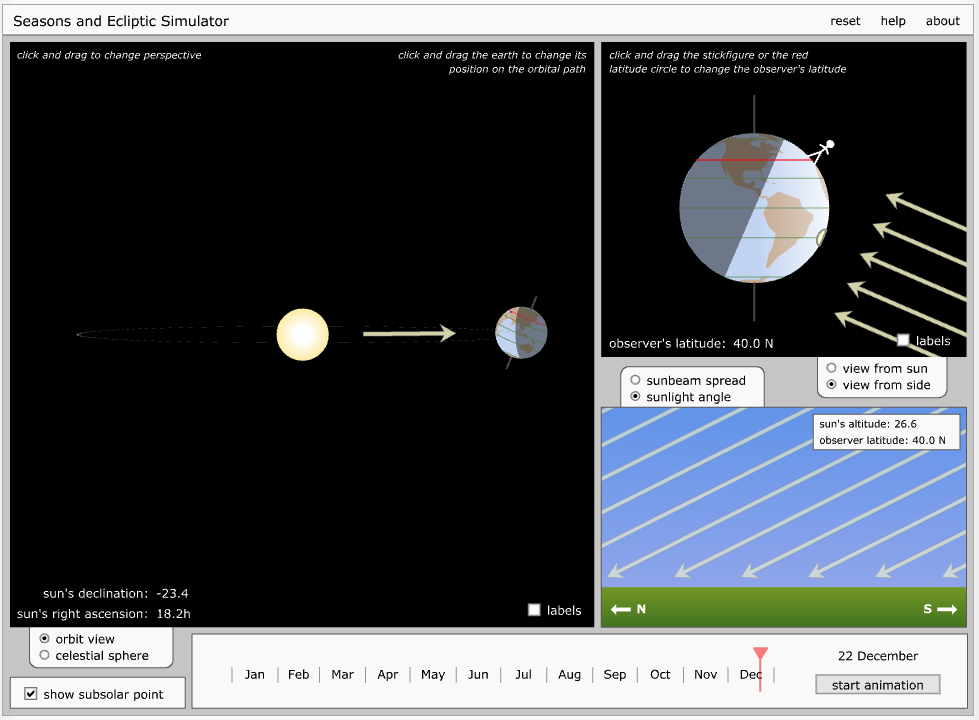 Seasons and Ecliptic Simulator
reset help about
click and drag to change perspective
click and drag the earth to change its
position on the orbital path
click and drag the stickfigure or the red
latitude circle to change the observer's latitude
observer's latitude: 40.0 N
labels
sunbeam spread
sunlight angle
view from sun
view from side
sun's altitude: 26.6
observer latitude: 40.0 N
N
S
sun's declination: -23.4
sun's right ascension: 18.2h
labels
orbit view
celestial sphere
show subsolar point
Jan Feb Mar Apr May Jun Jul Aug Sep Oct Nov Dec
22 December
start animation